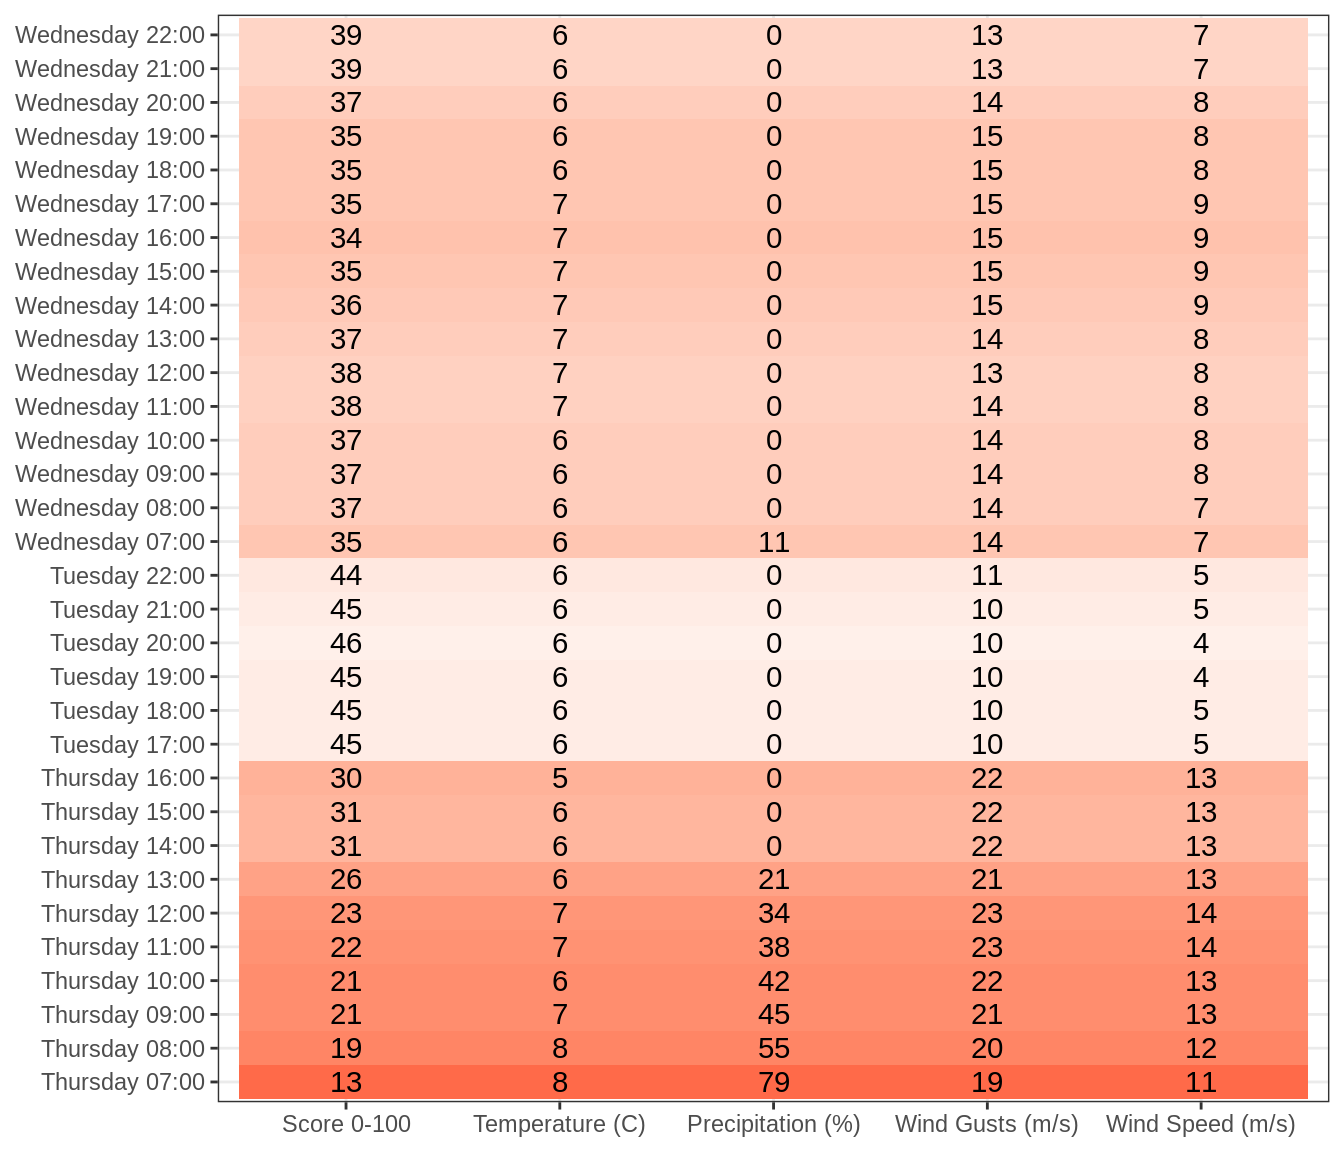 Wednesday 22:00 39 6 0 13 7
Wednesday 21:00 39 6 0 13 7
Wednesday 20:00 37 6 0 14 8
Wednesday 19:00 35 6 0 15 8
Wednesday 18:00 35 6 0 15 8
Wednesday 17:00 35 7 0 15 9
Wednesday 16:00 34 7 0 15 9
Wednesday 15:00 35 7 0 15 9
Wednesday 14:00 36 7 0 15 9
Wednesday 13:00 37 7 0 14 8
Wednesday 12:00 38 7 0 13 8
Wednesday 11:00 38 7 0 14 8
Wednesday 10:00 37 6 0 14 8
Wednesday 09:00 37 6 0 14 8
Wednesday 08:00 37 6 0 14 7
Wednesday 07:00 35 6 11 14 7
Tuesday 22:00 44 6 0 11 5
Tuesday 21:00 45 6 0 10 5
Tuesday 20:00 46 6 0 10 4
Tuesday 19:00 45 6 0 10 4
Tuesday 18:00 45 6 0 10 5
Tuesday 17:00 45 6 0 10 5
Thursday 16:00 30 5 0 22 13
Thursday 15:00 31 6 0 22 13
Thursday 14:00 31 6 0 22 13
Thursday 13:00 26 6 21 21 13
Thursday 12:00 23 7 34 23 14
Thursday 11:00 22 7 38 23 14
Thursday 10:00 21 6 42 22 13
Thursday 09:00 21 7 45 21 13
Thursday 08:00 19 8 55 20 12
Thursday 07:00 13 8 79 19 11
Score 0-100 Temperature (C) Precipitation (%) Wind Gusts (m/s) Wind Speed (m/s)